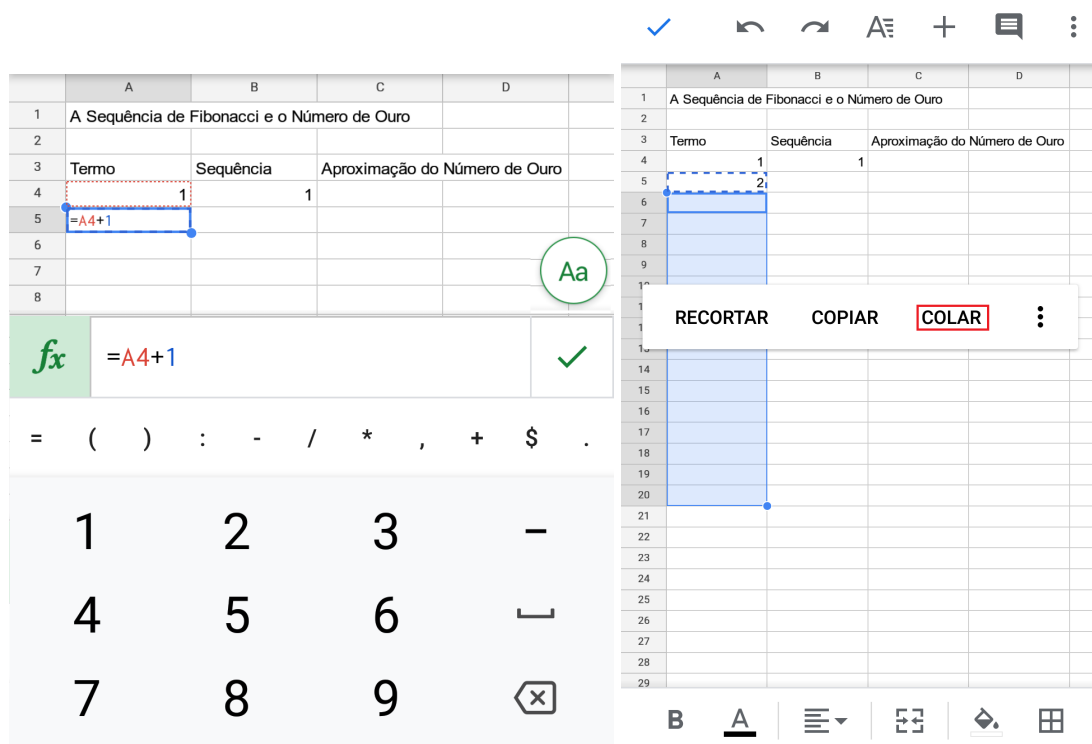 A B C D
1 A Sequência de Fibonacci e o Número de Ouro
2
3 Termo Sequência Aproximação do Número de Ouro
4 1 1
5 =A4+1
6
7
8
Aa
fx =A4+1
= ( ) : - / * , + $ .
1 2 3 –
4 5 6
7 8 9
A B C D
1 A Sequência de Fibonacci e o Número de Ouro
2
3 Termo Sequência Aproximação do Número de Ouro
4 1 1
5 2
6
7
8
9
RECORTAR COPIAR COLAR
14
15
16
17
18
19
20
21
22
23
24
25
26
27
28
29
B A